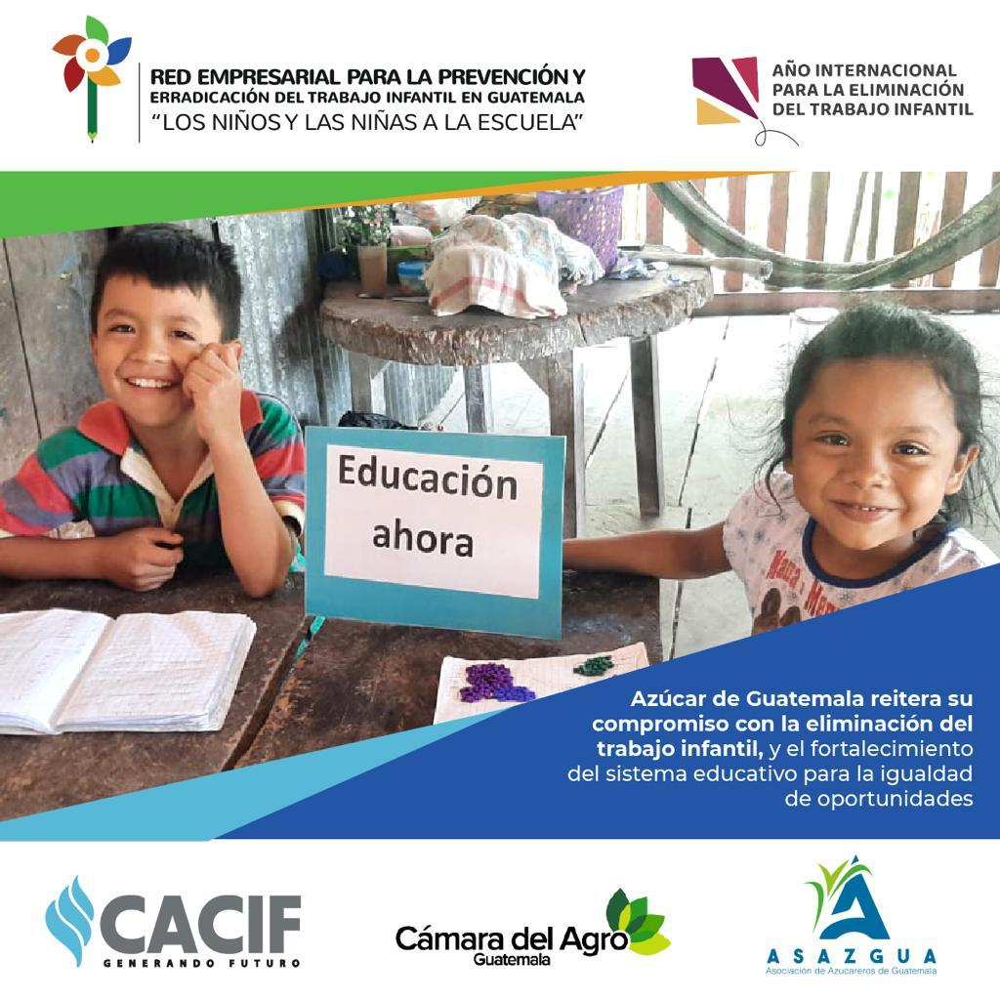 RED EMPRESARIAL PARA LA PREVENCIÓN Y
ERRADICACIÓN DEL TRABAJO INFANTIL EN GUATEMALA
“LOS NIÑOS Y LAS NIÑAS A LA ESCUELA”
AÑO INTERNACIONAL
PARA LA ELIMINACIÓN
DEL TRABAJO INFANTIL
Educación
ahora
Azúcar de Guatemala reitera su
compromiso con la eliminación del
trabajo infantil, y el fortalecimiento
del sistema educativo para la igualdad
de oportunidades
CACIF
GENERANDO FUTURO
Cámara del Agro
Guatemala
ASAZGUA
Asociación de Azucareros de Guatemala